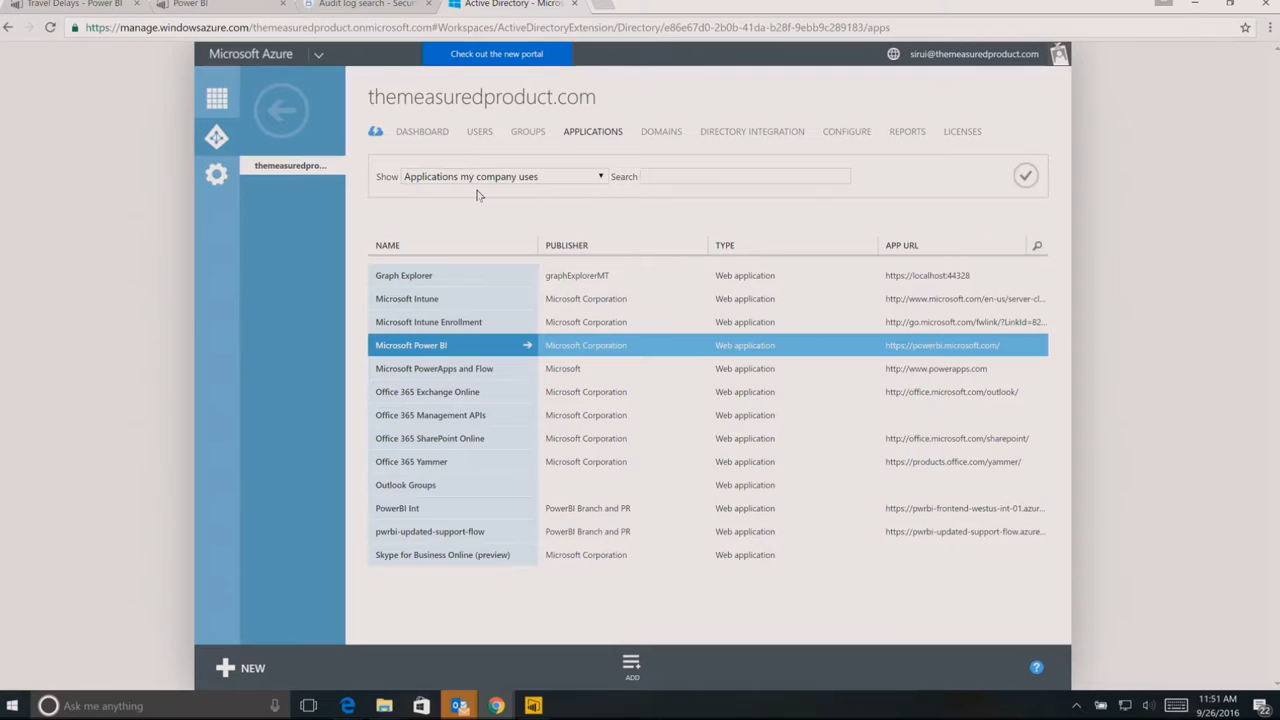 Travel Delays - Power BI
Power BI
Audit log search - Secur
Active Directory - Micros
https://manage.windowsazure.com/themeasuredproduct.onmicrosoft.com#Workspaces/ActiveDirectoryExtension/Directory/e86e67d0-2b0b-41da-b28f-9ebb9c289373/apps
Microsoft Azure
Check out the new portal
sirui@themeasuredproduct.com
themeasuredproduct.com
DASHBOARD USERS GROUPS APPLICATIONS DOMAINS DIRECTORY INTEGRATION CONFIGURE REPORTS LICENSES
themeasuredpro...
Show Applications my company uses Search
NAME PUBLISHER TYPE APP URL
Graph Explorer graphExplorerMT Web application https://localhost:44328
Microsoft Intune Microsoft Corporation Web application http://www.microsoft.com/en-us/server-cl...
Microsoft Intune Enrollment Microsoft Corporation Web application http://go.microsoft.com/fwlink/?LinkId=82...
Microsoft Power BI Microsoft Corporation Web application https://powerbi.microsoft.com/
Microsoft PowerApps and Flow Microsoft Web application http://www.powerapps.com
Office 365 Exchange Online Microsoft Corporation Web application http://office.microsoft.com/outlook/
Office 365 Management APIs Microsoft Corporation Web application
Office 365 SharePoint Online Microsoft Corporation Web application http://office.microsoft.com/sharepoint/
Office 365 Yammer Microsoft Corporation Web application https://products.office.com/yammer/
Outlook Groups Web application
PowerBI Int PowerBI Branch and PR Web application https://pwrbi-frontend-westus-int-01.azur...
pwrbi-updated-support-flow PowerBI Branch and PR Web application https://pwrbi-updated-support-flow.azure...
Skype for Business Online (preview) Microsoft Corporation Web application
NEW
ADD
?
Ask me anything
11:51 AM
9/26/2016
22